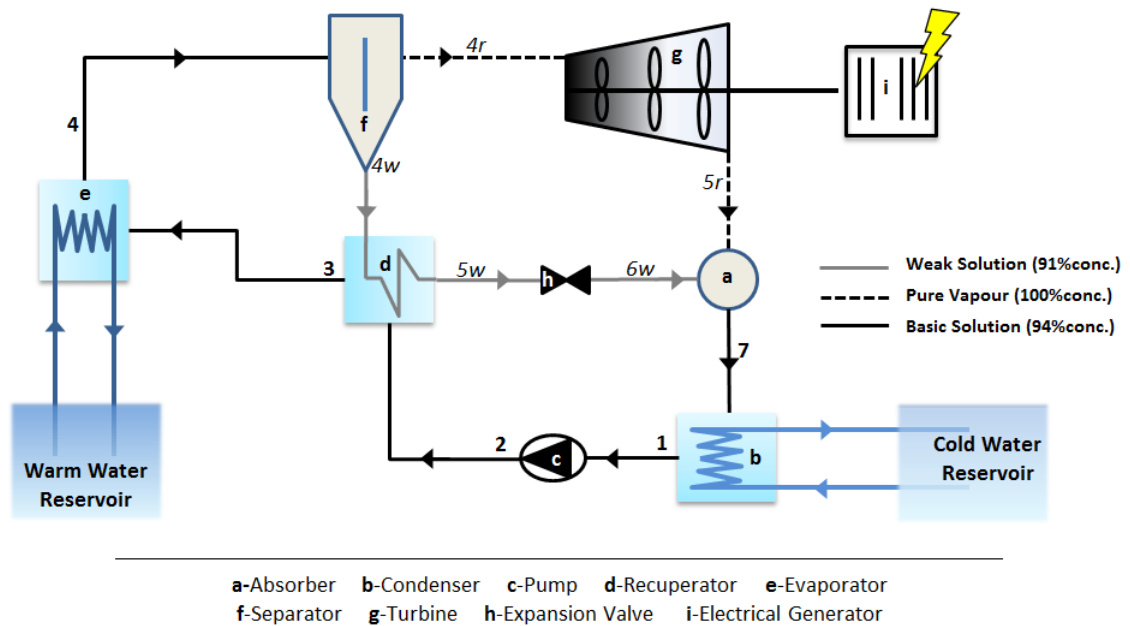 4r
g
i
f
4
4w
5r
e
d
3
5w
h
6w
a
Weak Solution (91%conc.)
Pure Vapour (100%conc.)
Basic Solution (94%conc.)
7
Warm Water
Reservoir
2
c
1
b
Cold Water
Reservoir
a-Absorber b-Condenser c-Pump d-Recuperator e-Evaporator
f-Separator g-Turbine h-Expansion Valve i-Electrical Generator